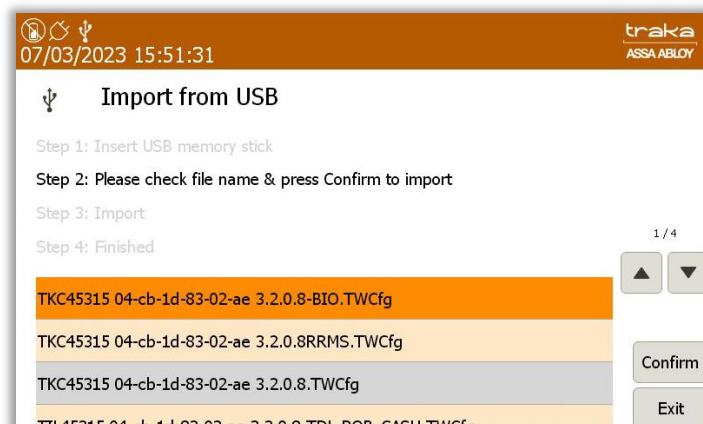 traka
07/03/2023 15:51:31
ASSA ABLOY
Import from USB
Step 1: Insert USB memory stick
Step 2: Please check file name & press Confirm to import
Step 3: Import
Step 4: Finished
1/4
TKC45315 04-cb-1d-83-02-ae 3.2.0.8-BIO.TWCfg
TKC45315 04-cb-1d-83-02-ae 3.2.0.8RRMS.TWCfg
Confirm
TKC45315 04-cb-1d-83-02-ae 3.2.0.8.TWCfg
Exit